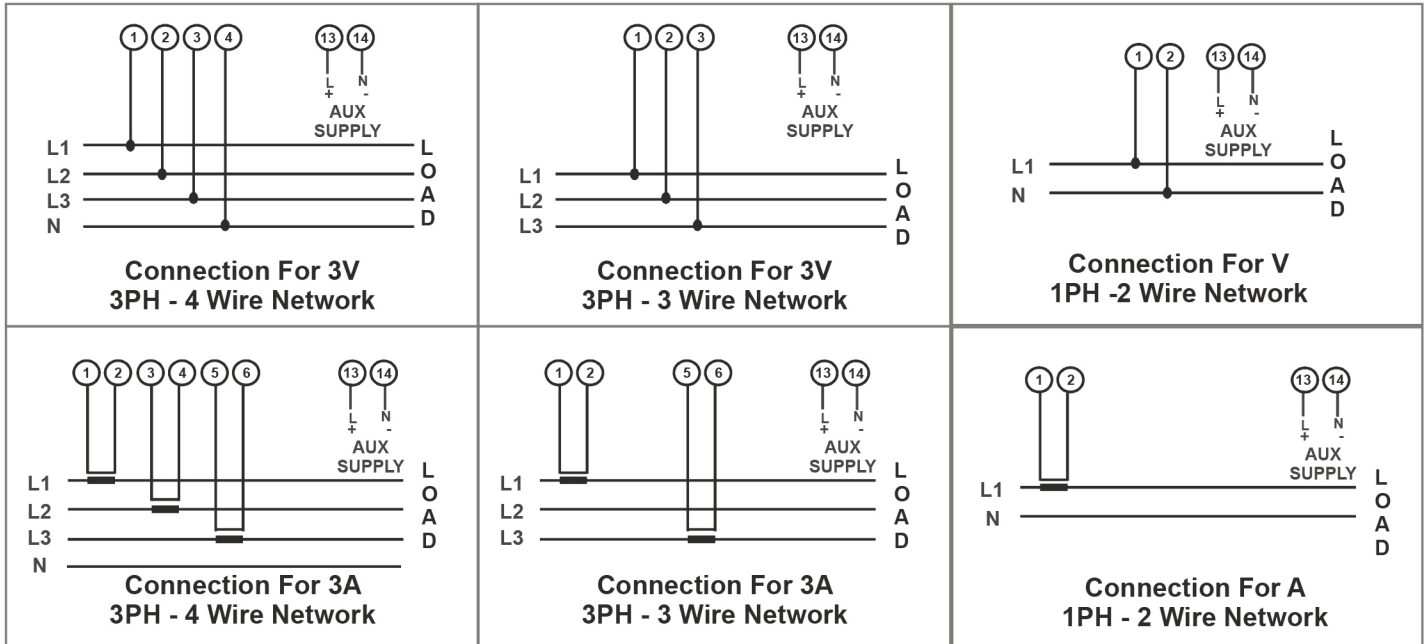 1 2 3 4 13 14
L N
+ -
AUX
SUPPLY
L1
L2
L3
N
L
O
A
D
Connection For 3V
3PH - 4 Wire Network
1 2 3 13 14
L N
+ -
AUX
SUPPLY
L1
L2
L3
L
O
A
D
Connection For 3V
3PH - 3 Wire Network
1 2 13 14
L N
+ -
AUX
SUPPLY
L1
N
L
O
A
D
Connection For V
1PH -2 Wire Network
1 2 3 4 5 6 13 14
L N
+ -
AUX
SUPPLY
L1
L2
L3
N
L
O
A
D
Connection For 3A
3PH - 4 Wire Network
1 2 5 6 13 14
L N
+ -
AUX
SUPPLY
L1
L2
L3
L
O
A
D
Connection For 3A
3PH - 3 Wire Network
1 2 13 14
L N
+ -
AUX
SUPPLY
L1
N
L
O
A
D
Connection For A
1PH - 2 Wire Network